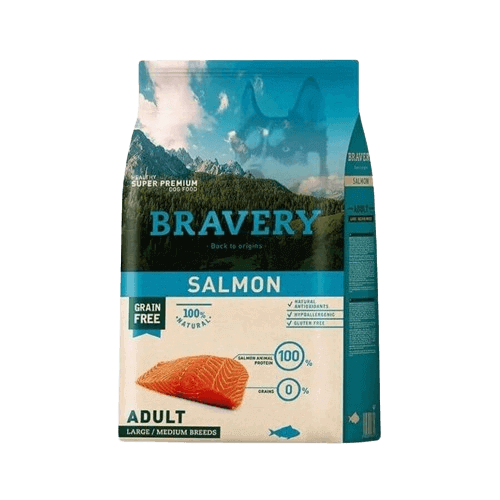 HEALTHY
SUPER PREMIUM
DOG FOOD
BRAVERY
· Back to origins ·
SALMON
GRAIN
FREE
100%
NATURAL
NATURAL
ANTIOXIDANTS
HYPOALLERGENIC
GLUTEN FREE
SALMON ANIMAL
PROTEIN
100 %
GRAINS
0 %
ADULT
LARGE / MEDIUM BREEDS
BRAVERY
SALMON
ADULT